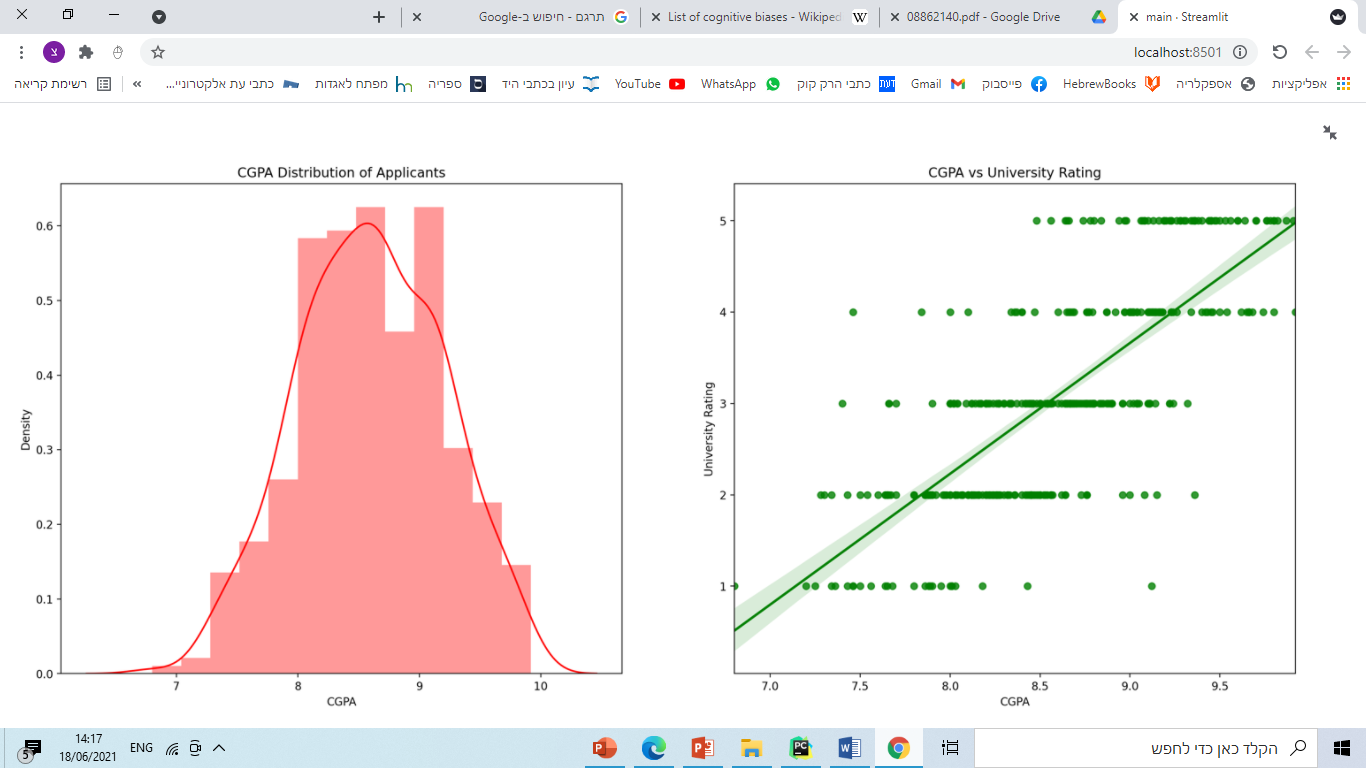 main · Streamlit
08862140.pdf - Google Drive
List of cognitive biases - Wikiped
תרגם - חיפוש ב-Google
localhost:8501
צ
אפליקציות
אספקלריה
HebrewBooks
פייסבוק
Gmail
דעת
כתבי הרק קוק
WhatsApp
YouTube
עיון בכתבי היד
ספריה
מפתח לאגדות
כתבי עת אלקטרוניי...
רשימת קריאה
CGPA Distribution of Applicants
Density
0.6
0.5
0.4
0.3
0.2
0.1
0.0
7 8 9 10
CGPA
CGPA vs University Rating
University Rating
5
4
3
2
1
7.0 7.5 8.0 8.5 9.0 9.5
CGPA
הקלד כאן כדי לחפש
ENG
14:17
18/06/2021
5